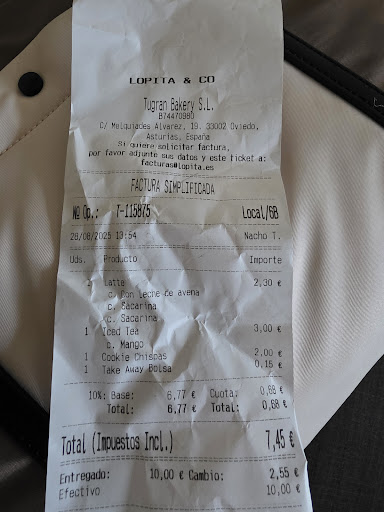 LOPITA & CO
Tugran Bakery S.L.
B74470980
C/ Melquiades Alvarez, 19. 33002 Oviedo,
Asturias, España
Si quiere solicitar factura,
por favor adjunte sus datos y este ticket a:
facturas@lopita.es
FACTURA SIMPLIFICADA
Nº Op.: T-115875 Local/6B
28/08/2025 10:54 Nacho T.
Uds. Producto Importe
1 Latta 2,30 €
c. Con leche de avena
c. Sacarina
c. Sacarina
1 Iced Tea 3,00 €
c. Mango
1 Cookie Chispas 2,00 €
1 Take Away Bolsa 0,15 €
10%: Base: 6,77 € Cuota: 0,68 €
Total: 6,77 € Total: 0,68 €
Total (Impuestos Incl.) 7,45 €
Entregado: 10,00 € Cambio: 2,55 €
Efectivo 10,00 €